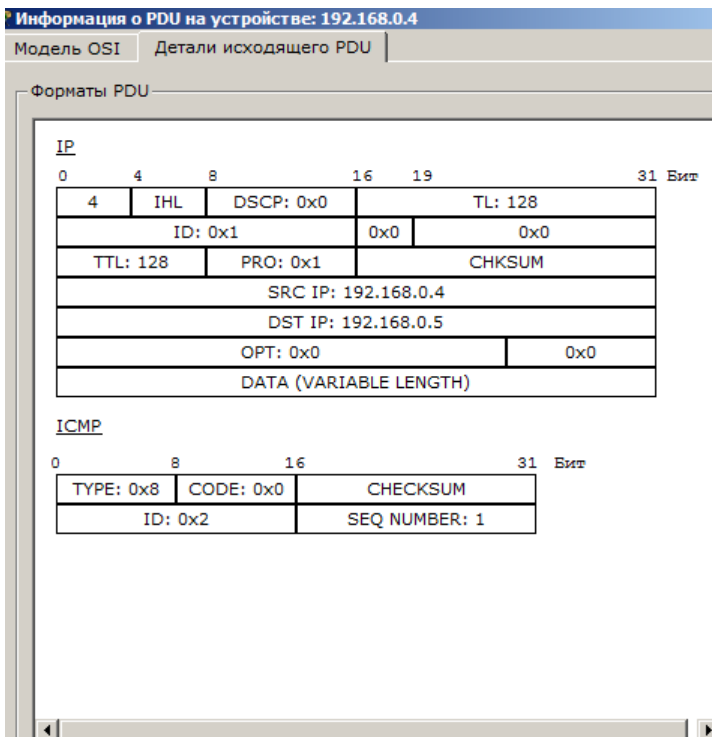 Информация о PDU на устройстве: 192.168.0.4
Модель OSI Детали исходящего PDU
Форматы PDU
IP
0 4 8 16 19 31 Бит
4 IHL DSCP: 0x0 TL: 128
ID: 0x1 0x0 0x0
TTL: 128 PRO: 0x1 CHKSUM
SRC IP: 192.168.0.4
DST IP: 192.168.0.5
OPT: 0x0 0x0
DATA (VARIABLE LENGTH)
ICMP
0 8 16 31 Бит
TYPE: 0x8 CODE: 0x0 CHECKSUM
ID: 0x2 SEQ NUMBER: 1